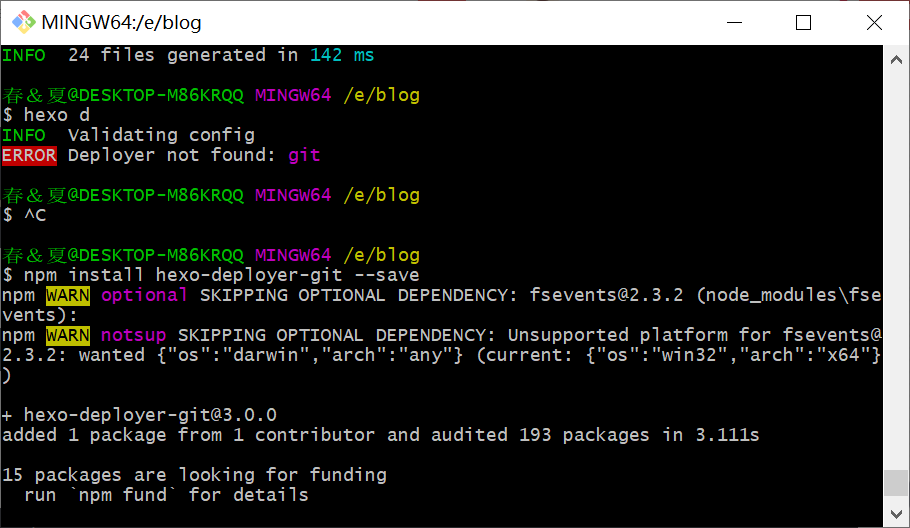 MINGW64:/e/blog
INFO  24 files generated in 142 ms
春＆夏@DESKTOP-M86KRQQ MINGW64 /e/blog
$ hexo d
INFO  Validating config
ERROR Deployer not found: git
春＆夏@DESKTOP-M86KRQQ MINGW64 /e/blog
$ ^C
春＆夏@DESKTOP-M86KRQQ MINGW64 /e/blog
$ npm install hexo-deployer-git --save
npm WARN optional SKIPPING OPTIONAL DEPENDENCY: fsevents@2.3.2 (node_modules\fse
vents):
npm WARN notsup SKIPPING OPTIONAL DEPENDENCY: Unsupported platform for fsevents@
2.3.2: wanted {"os":"darwin","arch":"any"} (current: {"os":"win32","arch":"x64"}
)
+ hexo-deployer-git@3.0.0
added 1 package from 1 contributor and audited 193 packages in 3.111s
15 packages are looking for funding
  run `npm fund` for details